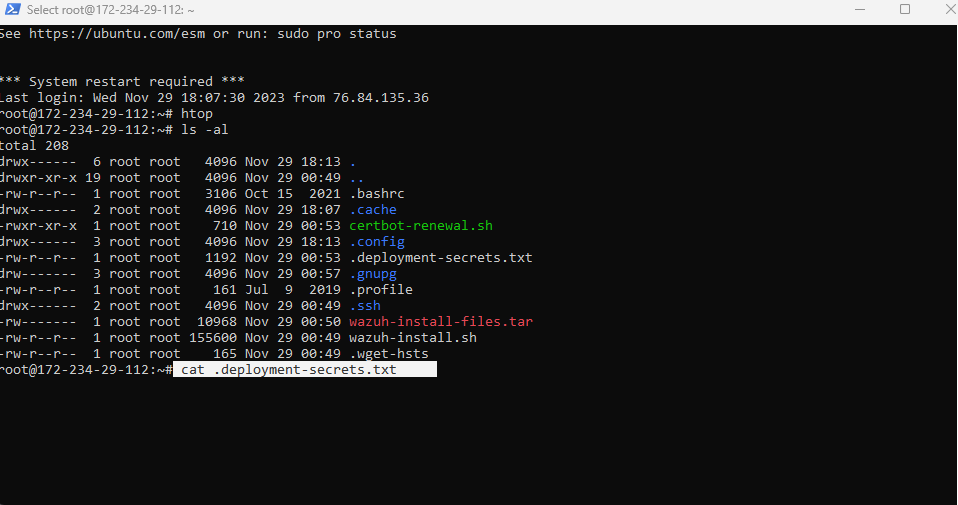 Select root@172-234-29-112: ~
See https://ubuntu.com/esm or run: sudo pro status
*** System restart required ***
Last login: Wed Nov 29 18:07:30 2023 from 76.84.135.36
root@172-234-29-112:~# htop
root@172-234-29-112:~# ls -al
total 208
drwx------  6 root root   4096 Nov 29 18:13 .
drwxr-xr-x 19 root root   4096 Nov 29 00:49 ..
-rw-r--r--  1 root root   3106 Oct 15  2021 .bashrc
drwx------  2 root root   4096 Nov 29 18:07 .cache
-rwxr-xr-x  1 root root    710 Nov 29 00:53 certbot-renewal.sh
drwx------  3 root root   4096 Nov 29 18:13 .config
-rw-r--r--  1 root root   1192 Nov 29 00:53 .deployment-secrets.txt
drw-------  3 root root   4096 Nov 29 00:57 .gnupg
-rw-r--r--  1 root root    161 Jul  9  2019 .profile
drwx------  2 root root   4096 Nov 29 00:49 .ssh
-rw-------  1 root root  10968 Nov 29 00:50 wazuh-install-files.tar
-rw-r--r--  1 root root 155600 Nov 29 00:49 wazuh-install.sh
-rw-r--r--  1 root root    165 Nov 29 00:49 .wget-hsts
root@172-234-29-112:~# cat .deployment-secrets.txt